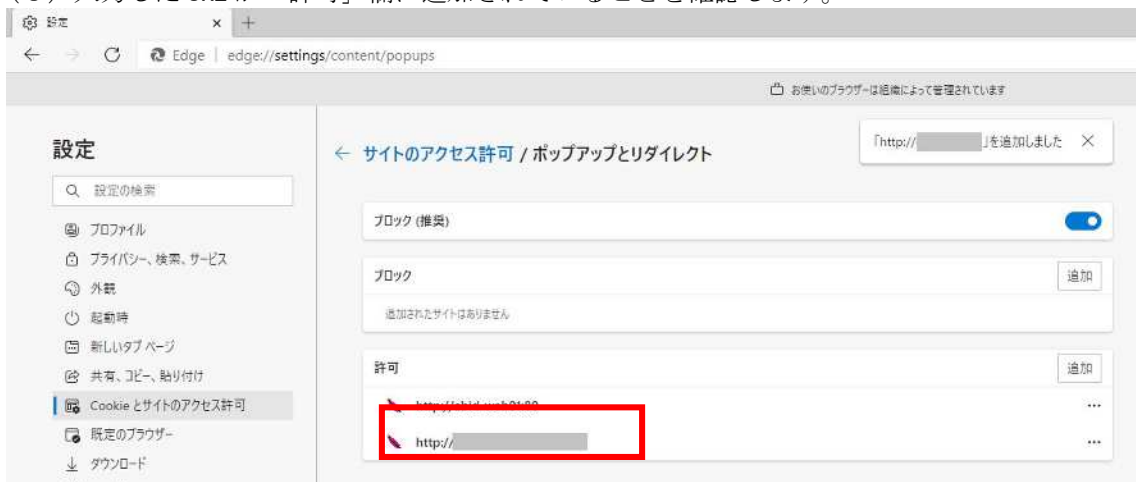 設定
Edge | edge://settings/content/popups
お使いのブラウザーは組織によって管理されています
設定
← サイトのアクセス許可 / ポップアップとリダイレクト
「http:// 」を追加しました
設定の検索
プロファイル
プライバシー、検索、サービス
外観
起動時
新しいタブ ページ
共有、コピー、貼り付け
Cookie とサイトのアクセス許可
既定のブラウザー
ダウンロード
ブロック (推奨)
ブロック
追加
追加されたサイトはありません
許可
追加
http://